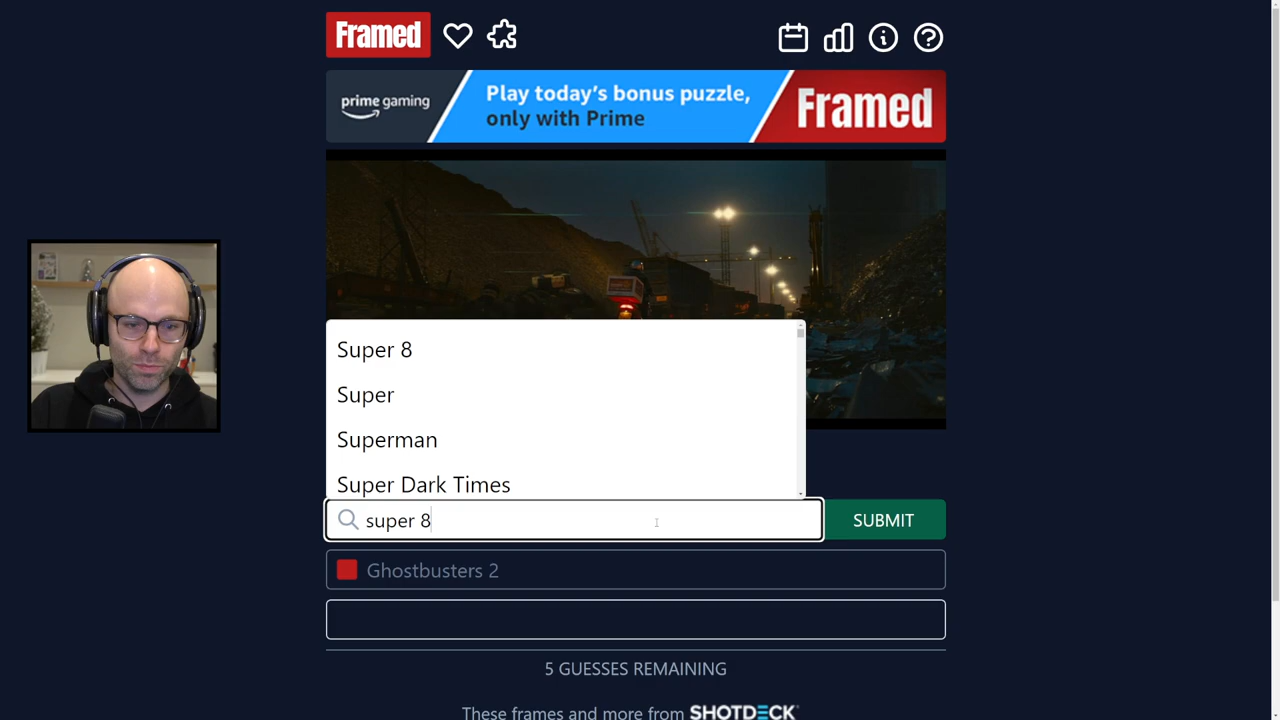 Framed
prime gaming
Play today's bonus puzzle,
only with Prime
Framed
Super 8
Super
Superman
Super Dark Times
super 8
SUBMIT
Ghostbusters 2
5 GUESSES REMAINING
These frames and more from SHOTDECK